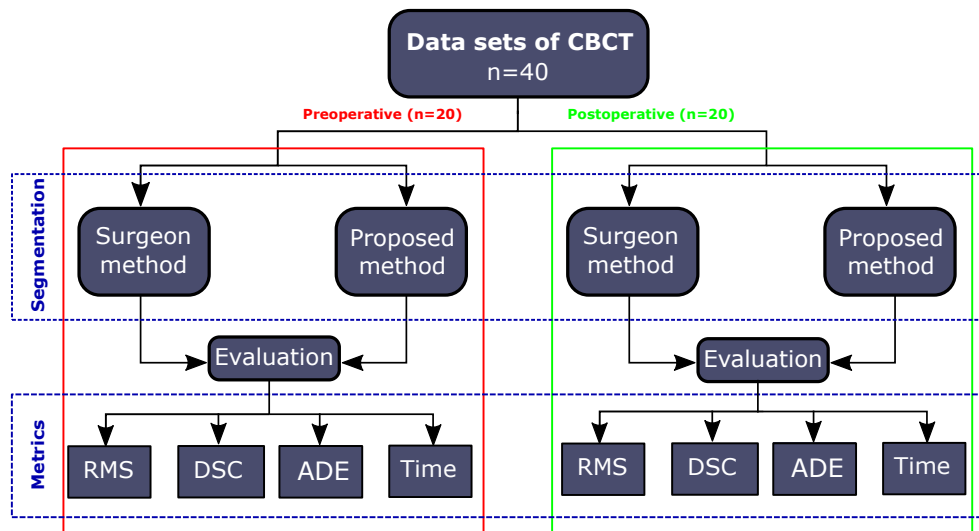 Data sets of CBCT
n=40
Preoperative (n=20)
Postoperative (n=20)
Segmentation
Surgeon
method
Proposed
method
Surgeon
method
Proposed
method
Evaluation
Evaluation
Metrics
RMS
DSC
ADE
Time
RMS
DSC
ADE
Time